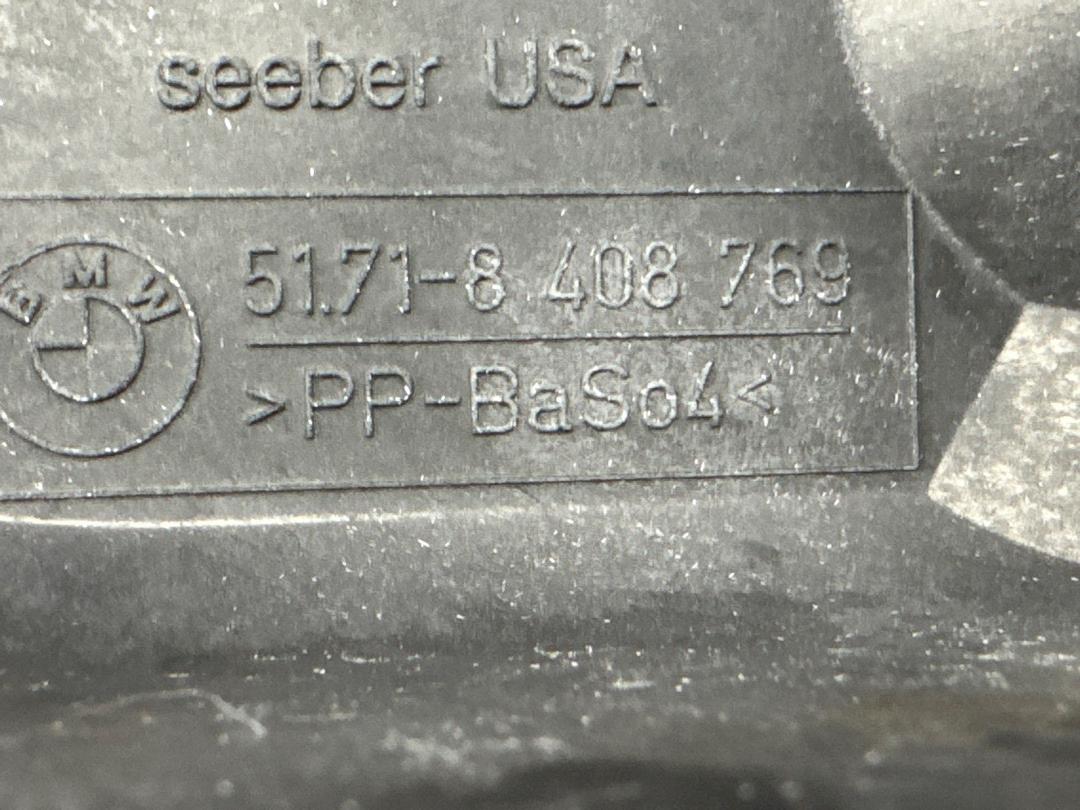 seeber USA
BMW
51.71-8 408 769
>PP-BaSo4<